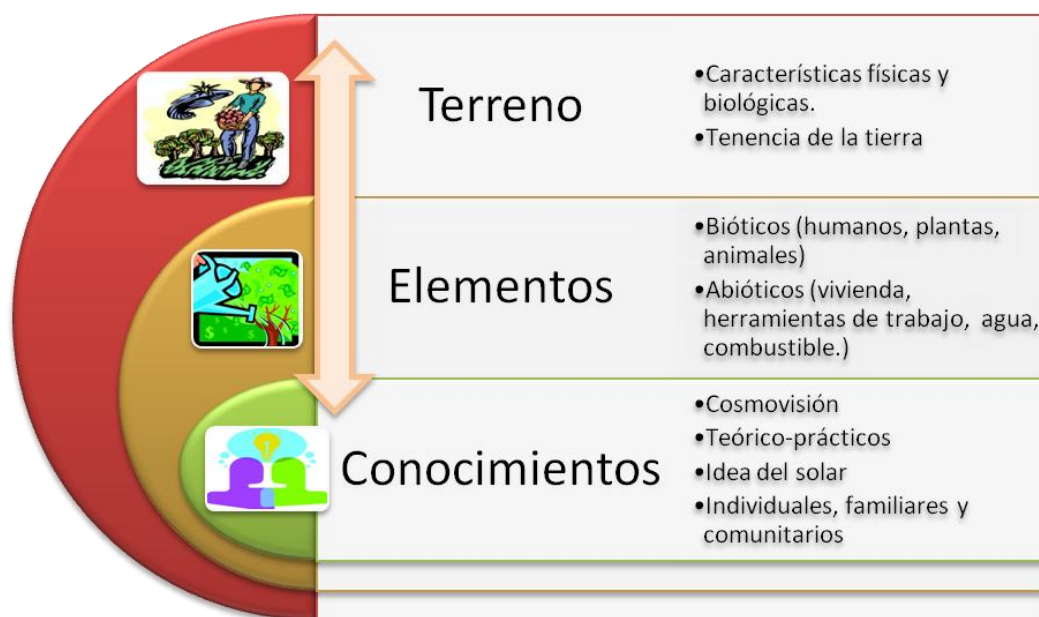 Terreno
•Características físicas y
biológicas.
•Tenencia de la tierra
Elementos
•Bióticos (humanos, plantas,
animales)
•Abióticos (vivienda,
herramientas de trabajo, agua,
combustible.)
Conocimientos
•Cosmovisión
•Teórico-prácticos
•Idea del solar
•Individuales, familiares y
comunitarios